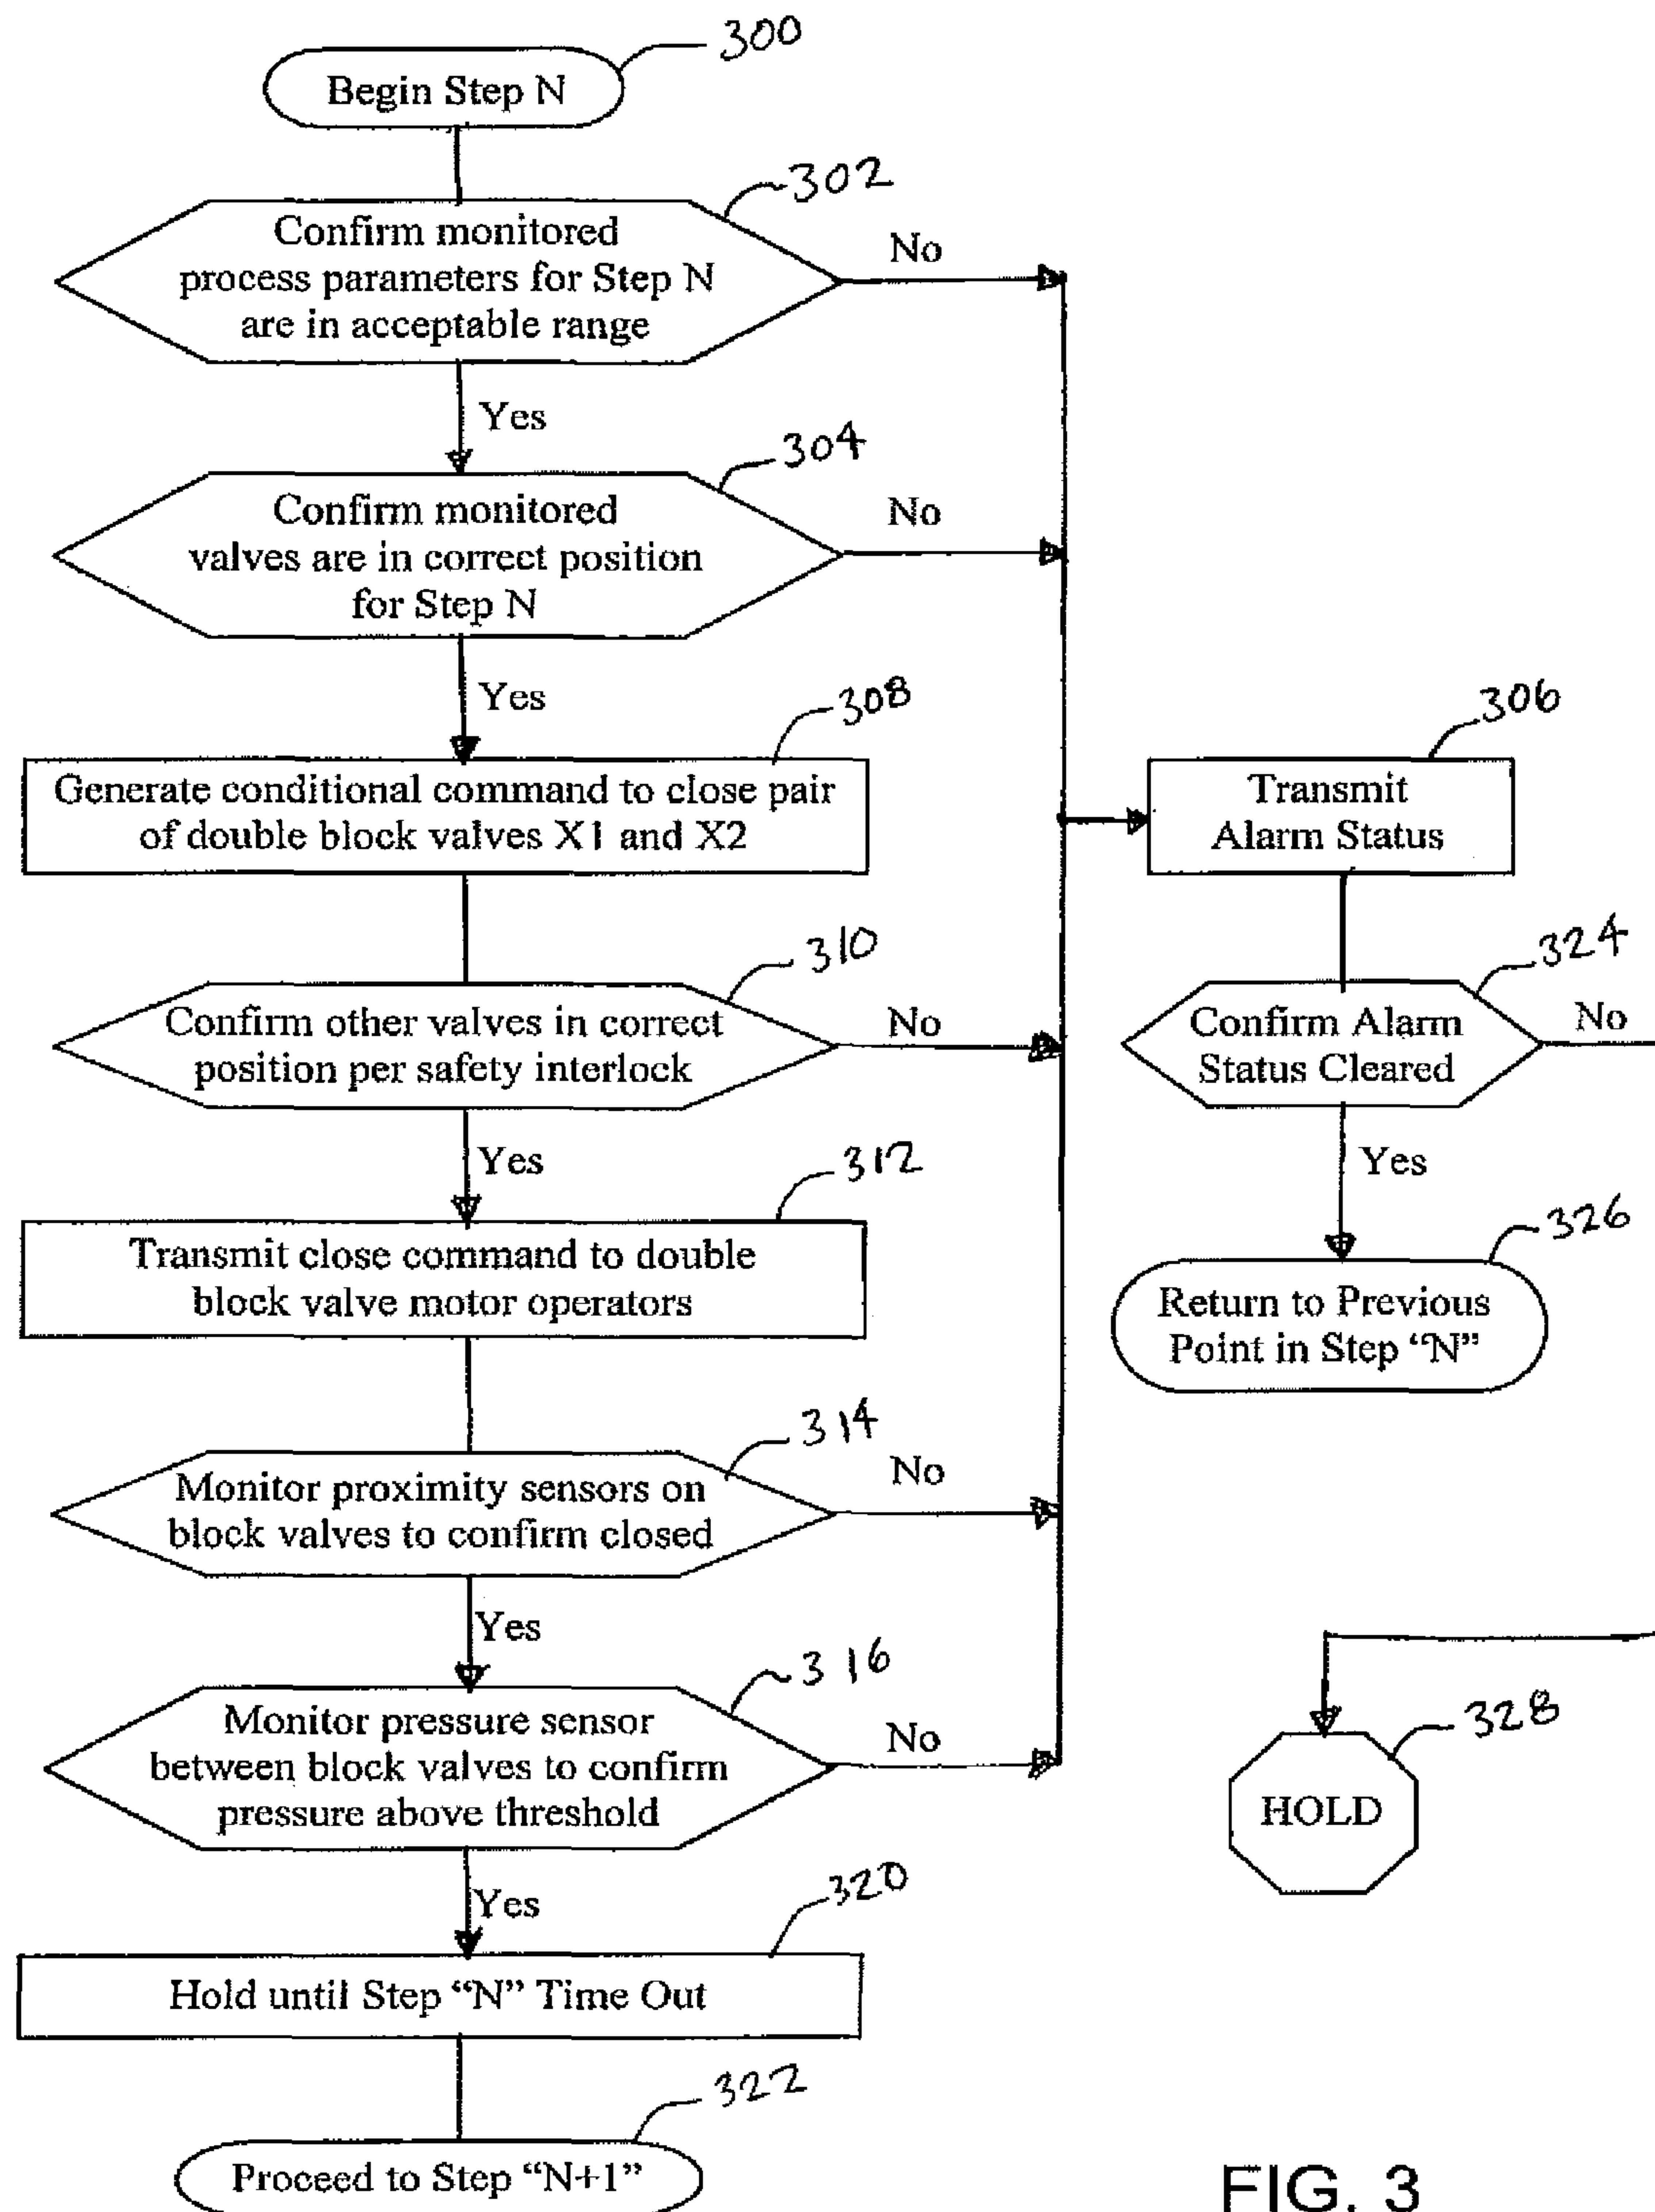 300
Begin Step N
302
Confirm monitored
process parameters for Step N
are in acceptable range
No
Yes
304
Confirm monitored
valves are in correct position
for Step N
No
Yes
308
Generate conditional command to close pair
of double block valves X1 and X2
306
Transmit
Alarm Status
310
Confirm other valves in correct
position per safety interlock
No
324
Confirm Alarm
Status Cleared
No
Yes
Yes
312
Transmit close command to double
block valve motor operators
326
Return to Previous
Point in Step “N”
314
Monitor proximity sensors on
block valves to confirm closed
No
Yes
316
Monitor pressure sensor
between block valves to confirm
pressure above threshold
No
328
HOLD
Yes
320
Hold until Step “N” Time Out
322
Proceed to Step “N+1”
FIG. 3